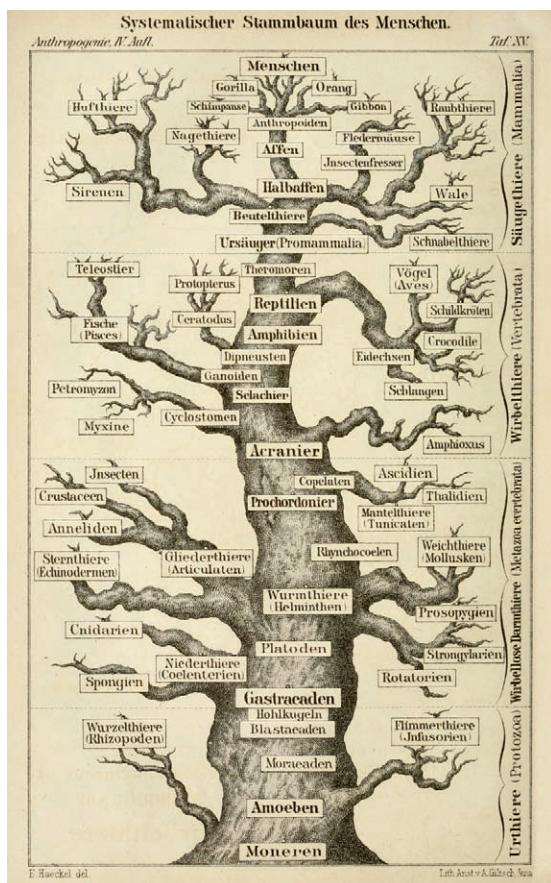 Systematischer Stammbaum des Menschen.
Anthropogenie, IV. Aufl.
Taf. XV.
Menschen
Gorilla
Orang
Schimpanse
Gibbon
Anthropoiden
Hufthiere
Raubthiere
Nagethiere
Fledermäuse
Affen
Jnsectenfresser
Sirenen
Halbaffen
Wale
Beutelthiere
Ursäuger (Promammalia)
Schnabelthiere
Säugethiere (Mammalia)
Teleostier
Theromoren
Vögel
(Aves)
Protopterus
Reptilien
Schildkröten
Fische
(Pisces)
Ceratodus
Amphibien
Crocodile
Dipneusten
Eidechsen
Ganoiden
Schlangen
Petromyzon
Selachier
Cyclostomen
Myxine
Amphioxus
Acranier
Wirbelthiere (Vertebrata)
Jnsecten
Copelaten
Ascidien
Crustaceen
Prochordonier
Thalidien
Mantelthiere
(Tunicaten)
Anneliden
Gliederthiere
(Articulaten)
Rhynchocoelen
Weichthiere
(Mollusken)
Sternthiere
(Echinodermen)
Wurmthiere
(Helminthen)
Prosopygien
Cnidarien
Platoden
Strongylarien
Niederthiere
(Coelenterien)
Spongien
Rotatorien
Gastraeaden
Wirbellose Darmthiere (Metazoa evertebrata)
Hohlkugeln
Blastaeaden
Wurzelthiere
(Rhizopoden)
Flimmerthiere
(Jnfusorien)
Moraeaden
Amoeben
Moneren
Urthiere (Protozoa)
E. Haeckel del.
Lith. Anst. v. A. Giltsch, Jena